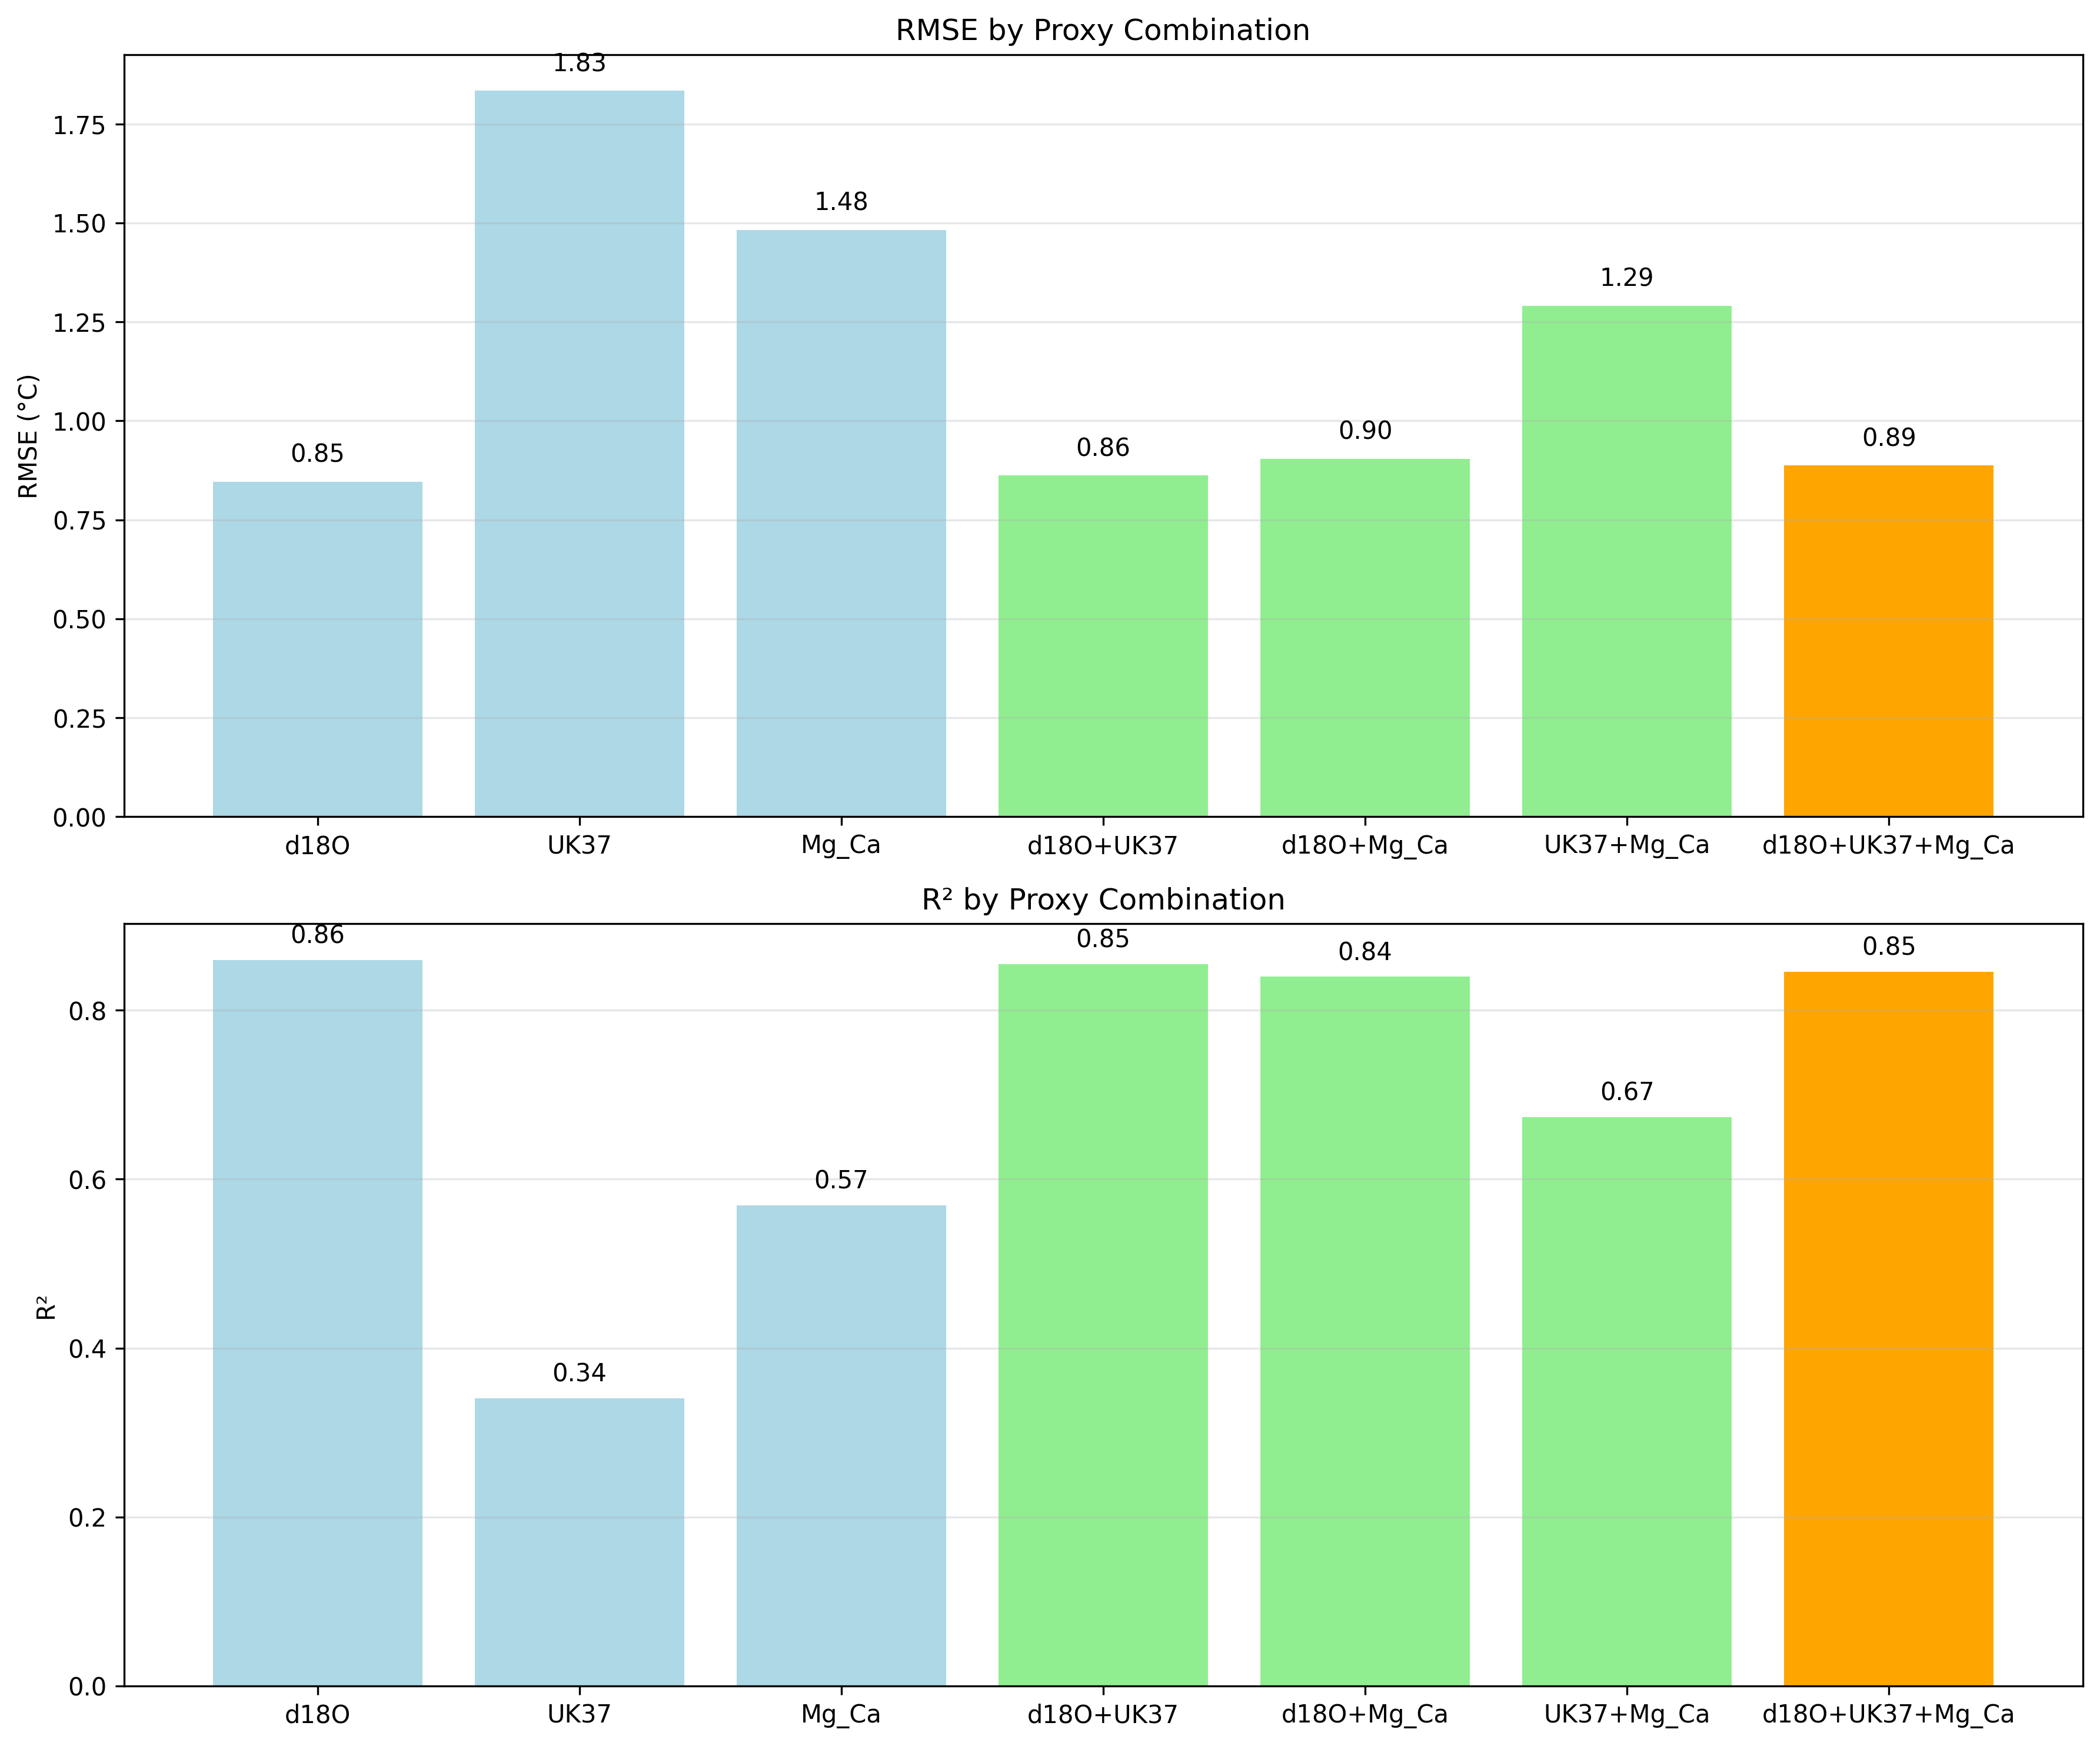 RMSE by Proxy Combination
RMSE (°C)
1.75
1.50
1.25
1.00
0.75
0.50
0.25
0.00
0.85
1.83
1.48
0.86
0.90
1.29
0.89
d18O
UK37
Mg_Ca
d18O+UK37
d18O+Mg_Ca
UK37+Mg_Ca
d18O+UK37+Mg_Ca
R² by Proxy Combination
R²
0.8
0.6
0.4
0.2
0.0
0.86
0.34
0.57
0.85
0.84
0.67
0.85
d18O
UK37
Mg_Ca
d18O+UK37
d18O+Mg_Ca
UK37+Mg_Ca
d18O+UK37+Mg_Ca